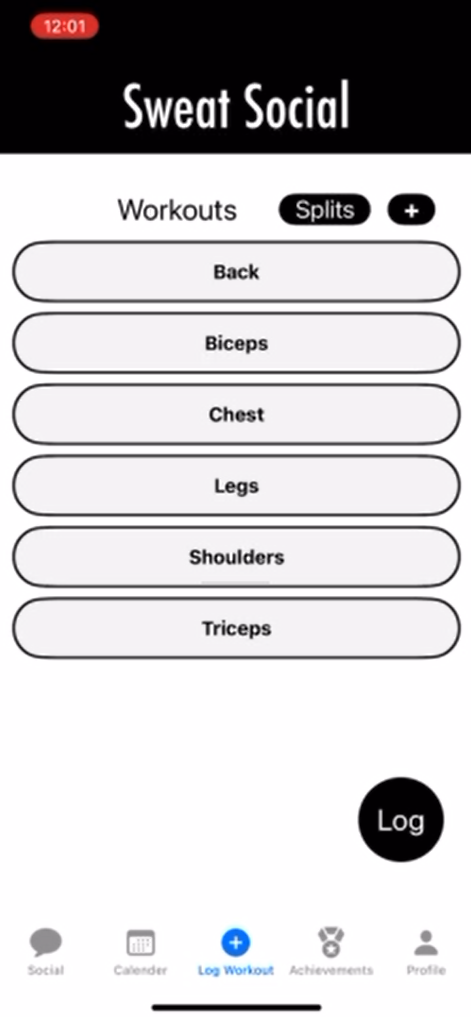 12:01
Sweat Social
Workouts Splits +
Back
Biceps
Chest
Legs
Shoulders
Triceps
Log
Social Calender Log Workout Achievements Profile